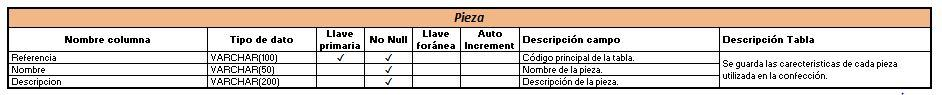 Pieza
Nombre columna Tipo de dato Llave primaria No Null Llave foránea Auto Increment Descripción campo Descripción Tabla
Referencia VARCHAR(100) ✓ ✓ Código principal de la tabla. Se guarda las carecteristicas de cada pieza utilizada en la confección.
Nombre VARCHAR(50) ✓ Nombre de la pieza.
Descripcion VARCHAR(200) ✓ Descripción de la pieza.